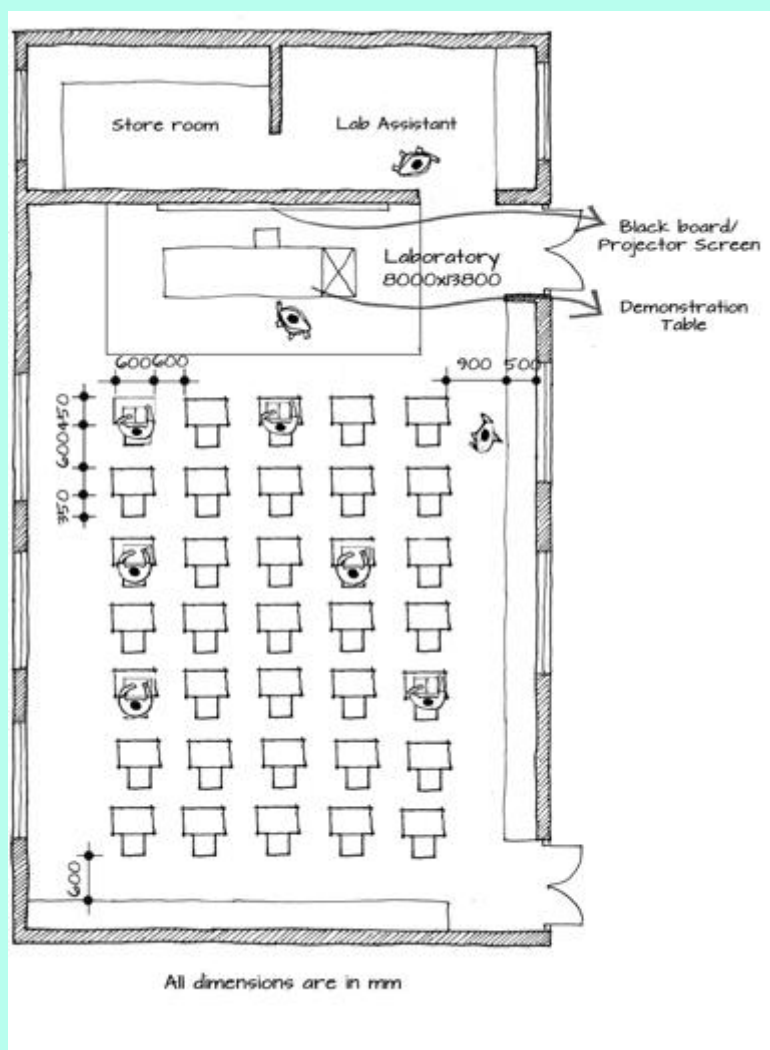 Store room
Lab Assistant
Black board/
Projector Screen
Laboratory
8000x13800
Demonstration
Table
600 600
900 500
450
600
350
600
All dimensions are in mm